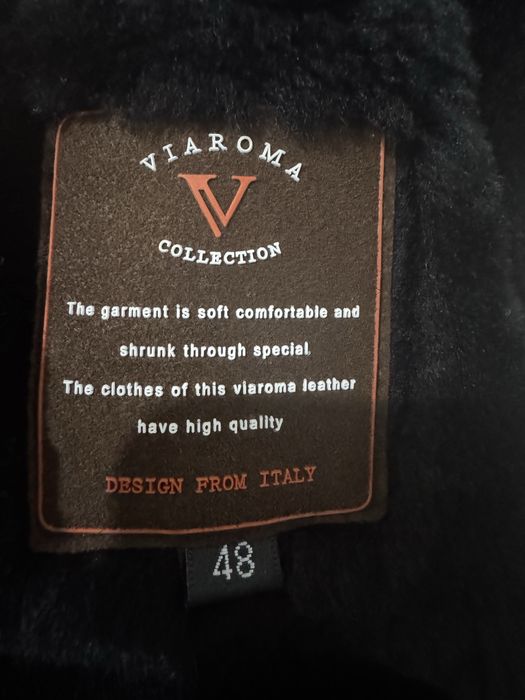 VIAROMA
V
COLLECTION
The garment is soft comfortable and
shrunk through special
The clothes of this viaroma leather
have high quality
DESIGN FROM ITALY
48